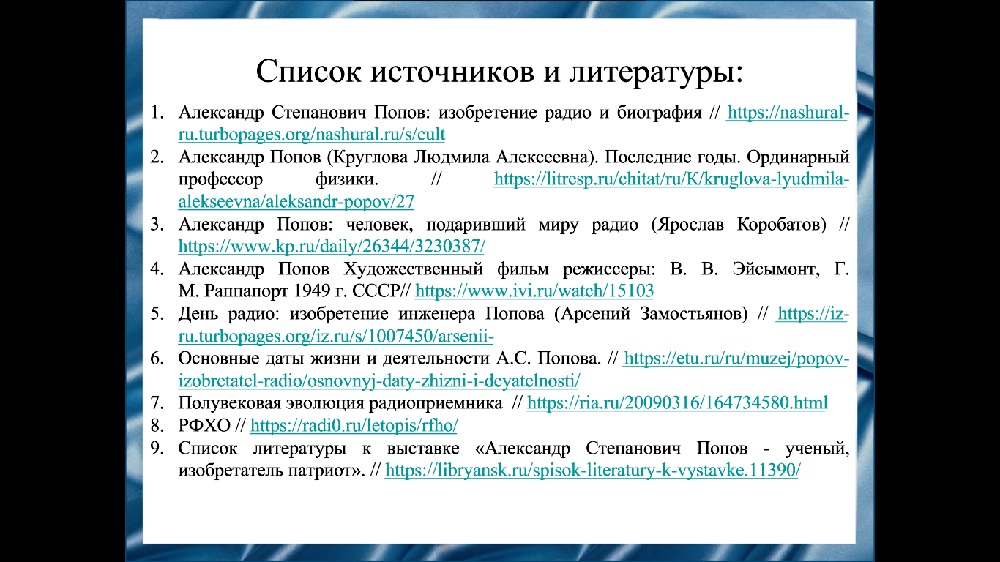 Список источников и литературы:
1. Александр Степанович Попов: изобретение радио и биография // https://nashural-
ru.turbopages.org/nashural.ru/s/cult
2. Александр Попов (Круглова Людмила Алексеевна). Последние годы. Ординарный
профессор физики. // https://litresp.ru/chitat/ru/К/kruglova-lyudmila-
alekseevna/aleksandr-popov/27
3. Александр Попов: человек, подаривший миру радио (Ярослав Коробатов) //
https://www.kp.ru/daily/26344/3230387/
4. Александр Попов Художественный фильм режиссеры: В. В. Эйсымонт, Г.
М. Раппапорт 1949 г. СССР// https://www.ivi.ru/watch/15103
5. День радио: изобретение инженера Попова (Арсений Замостьянов) // https://iz-
ru.turbopages.org/iz.ru/s/1007450/arsenii-
6. Основные даты жизни и деятельности А.С. Попова. // https://etu.ru/ru/muzej/popov-
izobretatel-radio/osnovnyj-daty-zhizni-i-deyatelnosti/
7. Полувековая эволюция радиоприемника // https://ria.ru/20090316/164734580.html
8. РФХО // https://radi0.ru/letopis/rfho/
9. Список литературы к выставке «Александр Степанович Попов - ученый,
изобретатель патриот». // https://libryansk.ru/spisok-literatury-k-vystavke.11390/